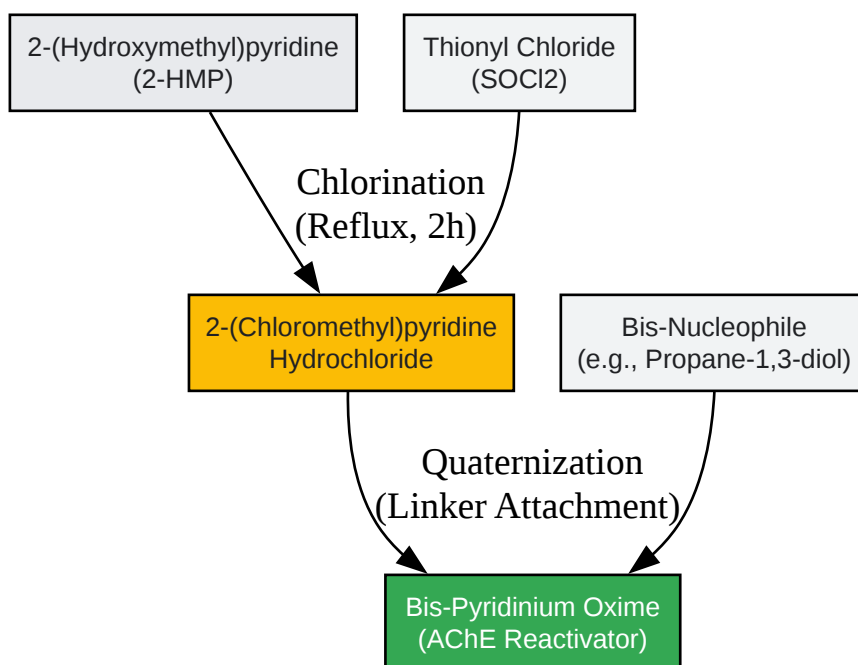 2-(Hydroxymethyl)pyridine
(2-HMP)
Thionyl Chloride
(SOCl2)
Chlorination
(Reflux, 2h)
2-(Chloromethyl)pyridine
Hydrochloride
Bis-Nucleophile
(e.g., Propane-1,3-diol)
Quaternization
(Linker Attachment)
Bis-Pyridinium Oxime
(AChE Reactivator)